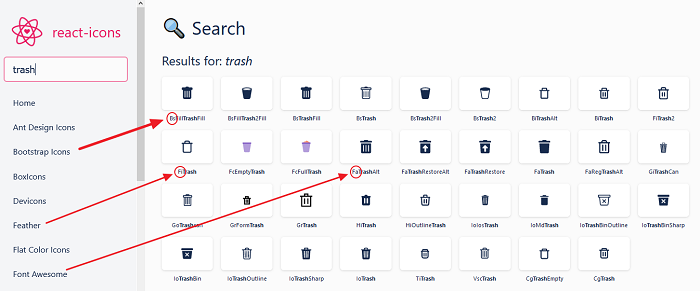 react-icons
trash
Home
Ant Design Icons
Bootstrap Icons
BoxIcons
Devicons
Feather
Flat Color Icons
Font Awesome
Search
Results for: trash
BsFillTrashFill BsFillTrash2Fill BsTrashFill BsTrash BsTrash2Fill BsTrash2 BiTrashAlt BiTrash FiTrash2
FiTrash FcEmptyTrash FcFullTrash FaTrashAlt FaTrashRestoreAlt FaTrashRestore FaTrash FaRegTrashAlt GiTrashCan
GoTrashcan GrFormTrash GrTrash HiTrash HiOutlineTrash IoIosTrash IoMdTrash IoTrashBinOutline IoTrashBinSharp
IoTrashBin IoTrashOutline IoTrashSharp IoTrash TiTrash VscTrash CgTrashEmpty CgTrash